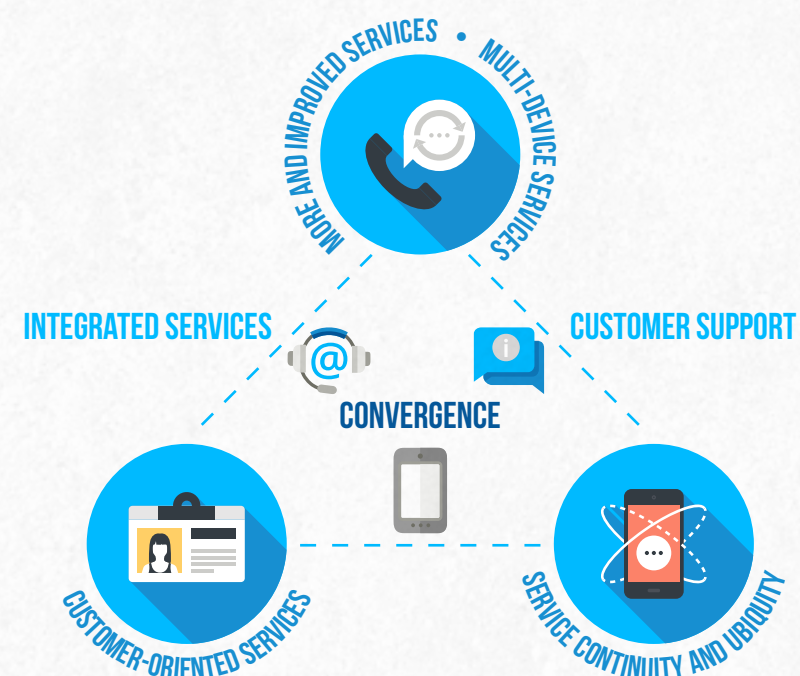 MORE AND IMPROVED SERVICES • MULTI-DEVICE SERVICES
INTEGRATED SERVICES
CUSTOMER SUPPORT
@
i
CONVERGENCE
CUSTOMER-ORIENTED SERVICES
SERVICE CONTINUITY AND UBIQUITY